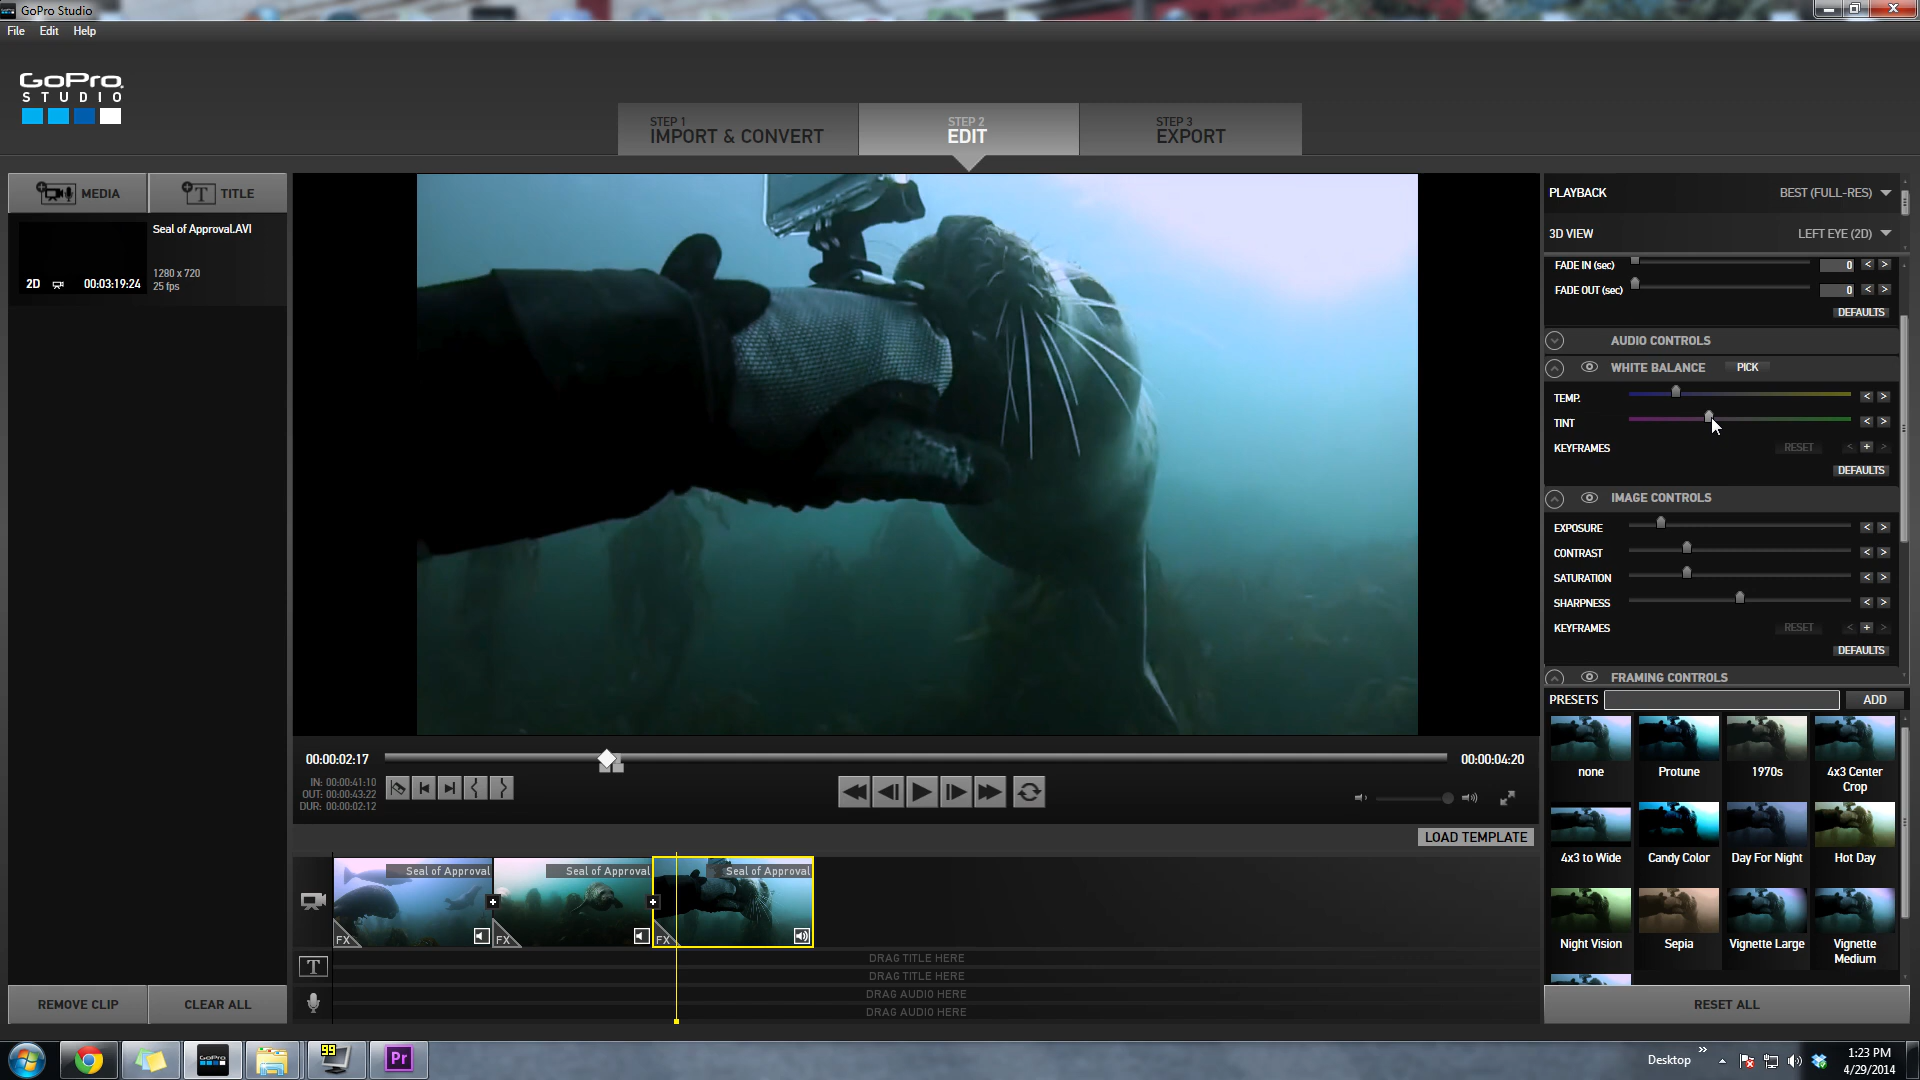 GoPro Studio
File Edit Help
GoPro
STUDIO
STEP 1
IMPORT & CONVERT
STEP 2
EDIT
STEP 3
EXPORT
MEDIA
TITLE
Seal of Approval.AVI
1280 x 720
25 fps
2D 00:03:19:24
PLAYBACK BEST (FULL-RES)
3D VIEW LEFT EYE (2D)
FADE IN (sec) 0 < >
FADE OUT (sec) 0 < >
DEFAULTS
AUDIO CONTROLS
WHITE BALANCE PICK
TEMP. < >
TINT < >
KEYFRAMES RESET < + >
DEFAULTS
IMAGE CONTROLS
EXPOSURE < >
CONTRAST < >
SATURATION < >
SHARPNESS < >
KEYFRAMES RESET < + >
DEFAULTS
FRAMING CONTROLS
PRESETS ADD
none Protune 1970s 4x3 Center Crop
4x3 to Wide Candy Color Day For Night Hot Day
Night Vision Sepia Vignette Large Vignette Medium
RESET ALL
00:00:02:17
00:00:04:20
IN: 00:00:41:10
OUT: 00:00:43:22
DUR: 00:00:02:12
LOAD TEMPLATE
Seal of Approval Seal of Approval Seal of Approval
FX FX FX
T
DRAG TITLE HERE
DRAG TITLE HERE
DRAG AUDIO HERE
DRAG AUDIO HERE
REMOVE CLIP CLEAR ALL
GoPro
99
Pr
Desktop
1:23 PM
4/29/2014